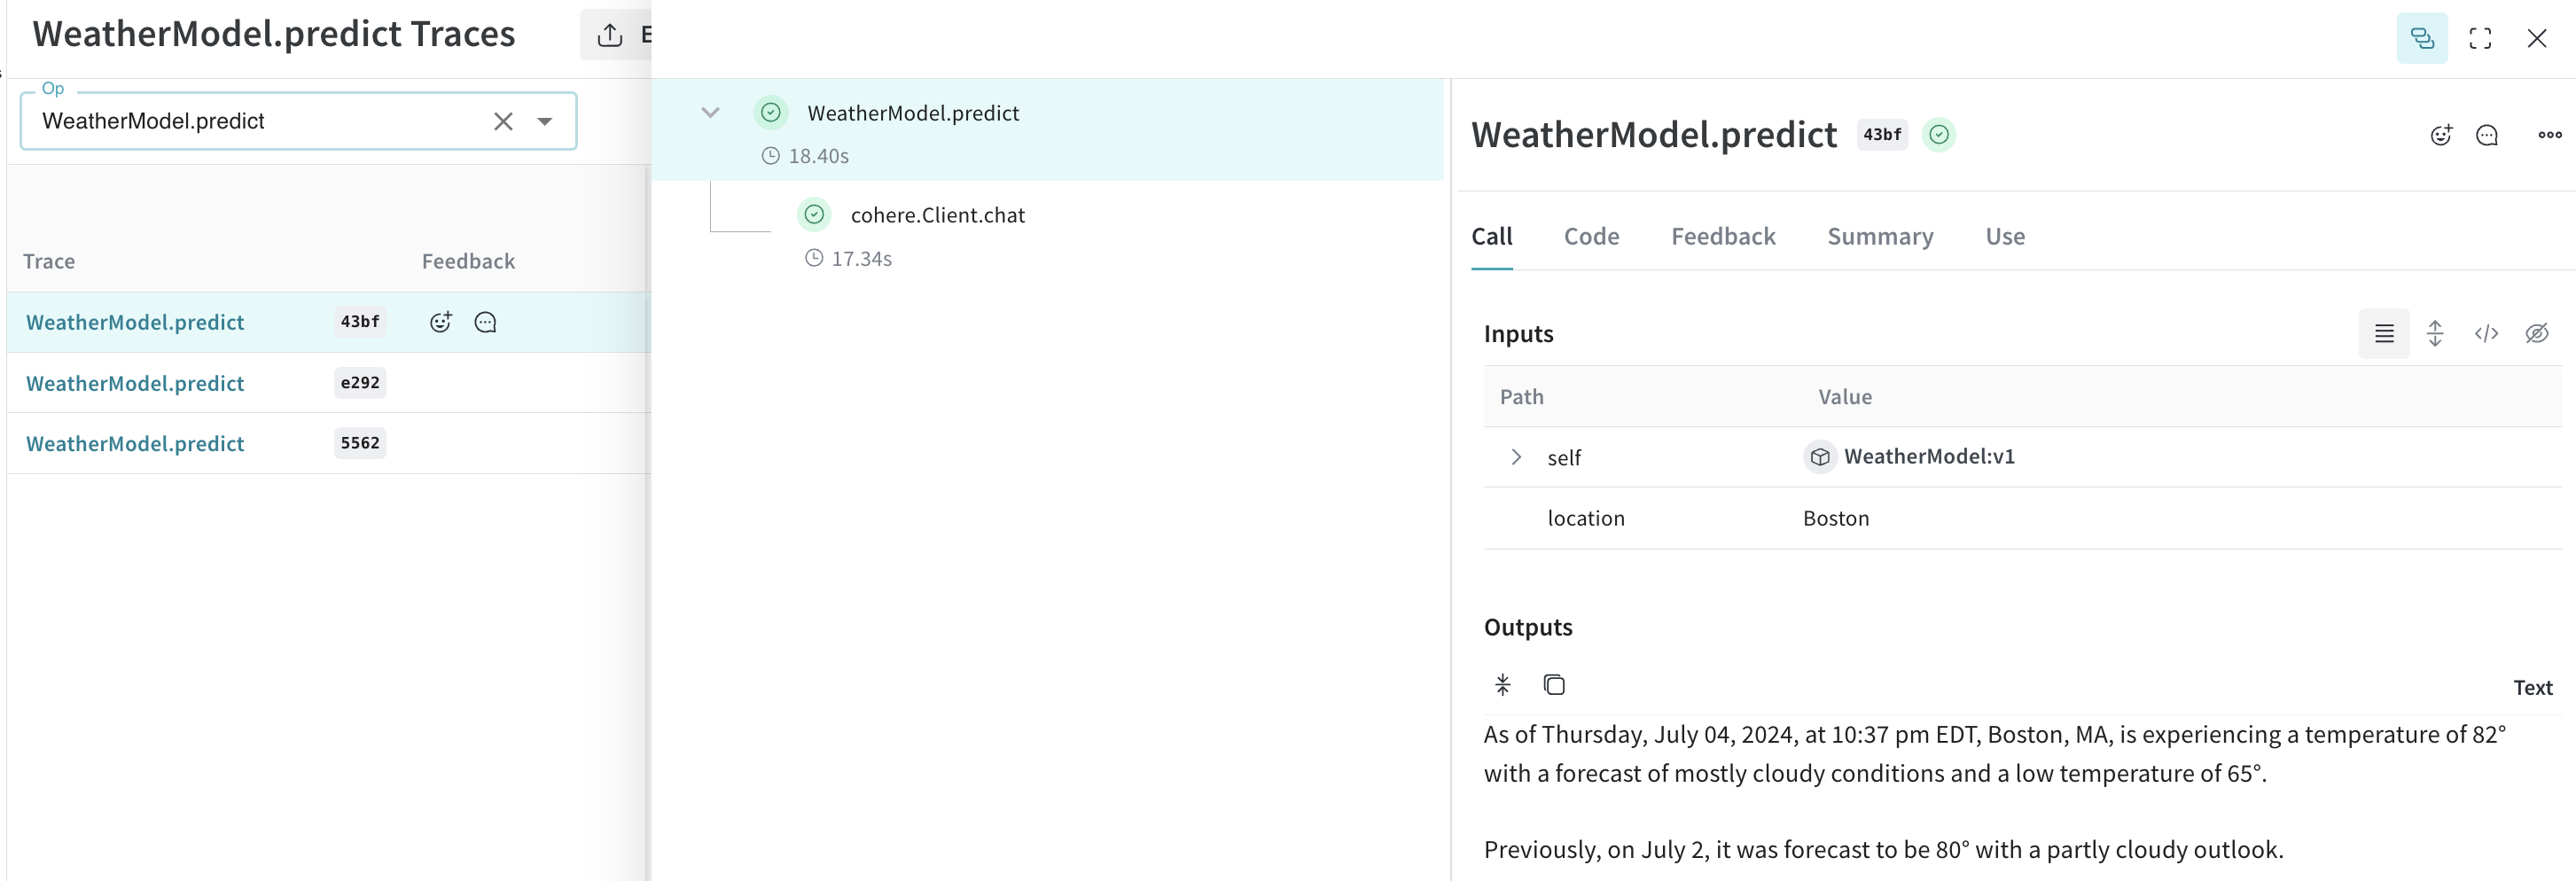 WeatherModel.predict Traces
Op
WeatherModel.predict
Trace
Feedback
WeatherModel.predict 43bf
WeatherModel.predict e292
WeatherModel.predict 5562
WeatherModel.predict
18.40s
cohere.Client.chat
17.34s
WeatherModel.predict 43bf
Call Code Feedback Summary Use
Inputs
Path Value
self WeatherModel:v1
location Boston
Outputs
Text
As of Thursday, July 04, 2024, at 10:37 pm EDT, Boston, MA, is experiencing a temperature of 82°
with a forecast of mostly cloudy conditions and a low temperature of 65°.
Previously, on July 2, it was forecast to be 80° with a partly cloudy outlook.